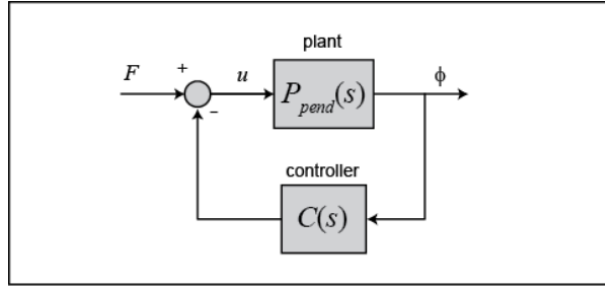 plant
F + u P_pend(s) ϕ
-
controller
C(s)